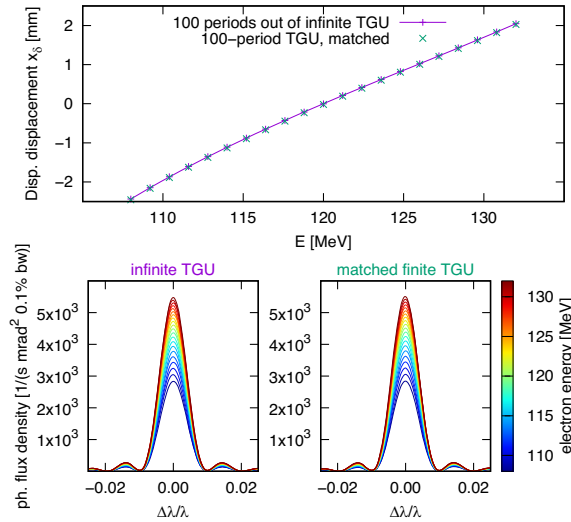 Disp. displacement xδ [mm]
2
1
0
-1
-2
100 periods out of infinite TGU
100-period TGU, matched
110 115 120 125 130
E [MeV]
infinite TGU
matched finite TGU
ph. flux density [1/(s mrad² 0.1% bw)]
5x10³
4x10³
3x10³
2x10³
1x10³
-0.02 0.00 0.02
Δλ/λ
5x10³
4x10³
3x10³
2x10³
1x10³
-0.02 0.00 0.02
Δλ/λ
130
125
120
115
110
electron energy [MeV]